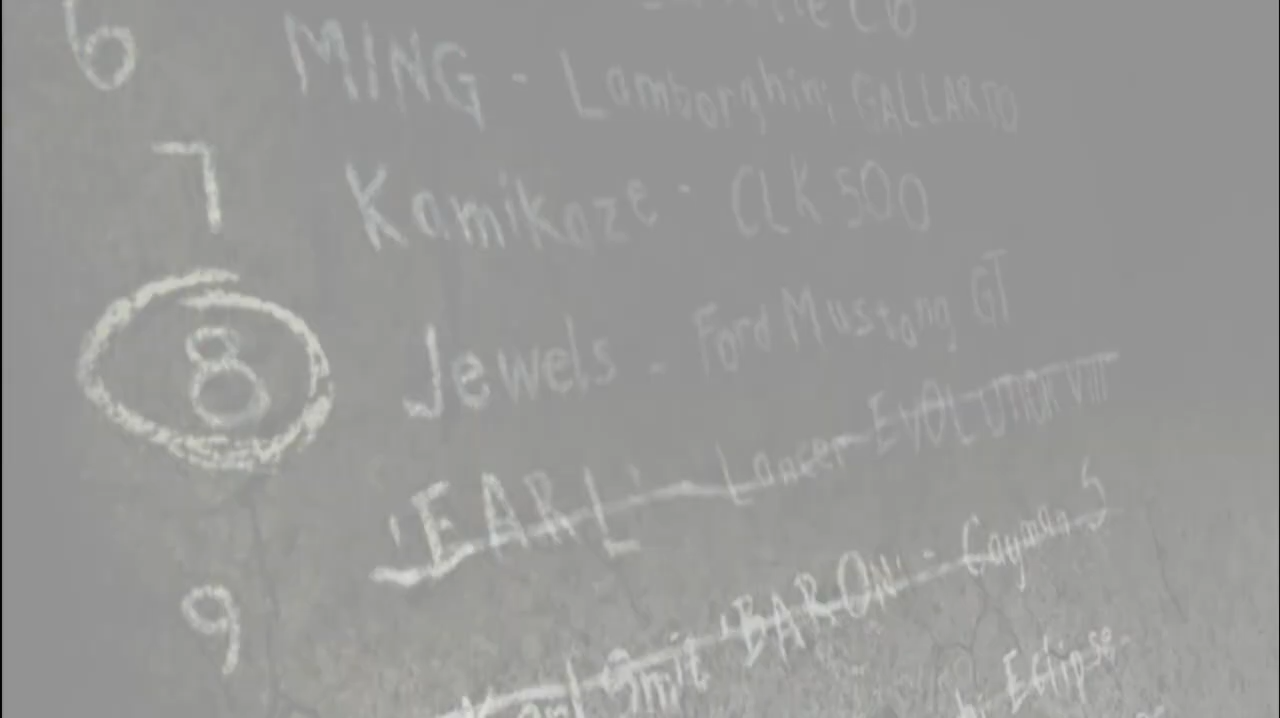 6 MING - Lamborghini GALLARDO
7 Kamikaze - CLK 500
8 Jewels - Ford Mustang GT
'EARL' - Lancer EVOLUTION VIII
9 'BARON' - Cayman S
Eclipse